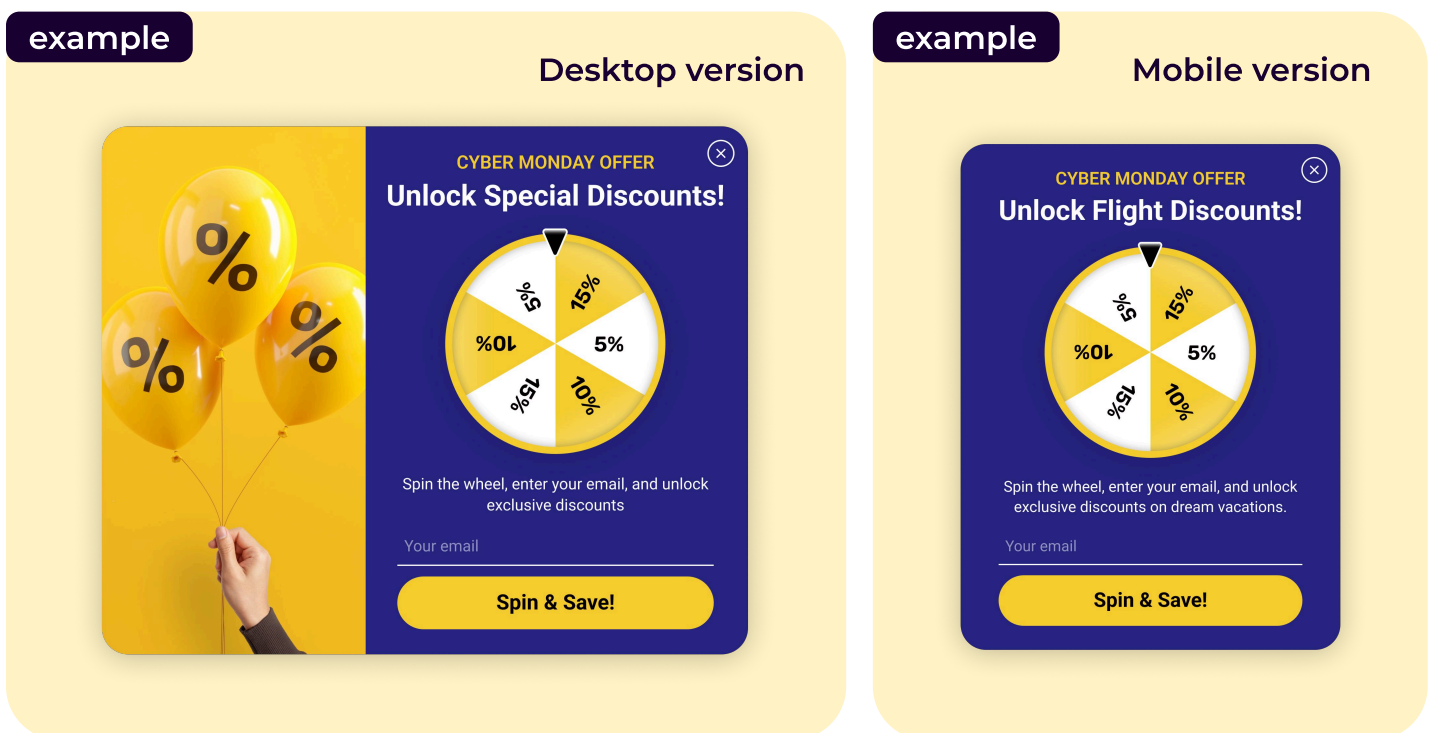 example
Desktop version
%
%
%
CYBER MONDAY OFFER
Unlock Special Discounts!
5%
15%
10%
5%
15%
10%
Spin the wheel, enter your email, and unlock
exclusive discounts
Your email
Spin & Save!
example
Mobile version
CYBER MONDAY OFFER
Unlock Flight Discounts!
5%
15%
10%
5%
15%
10%
Spin the wheel, enter your email, and unlock
exclusive discounts on dream vacations.
Your email
Spin & Save!